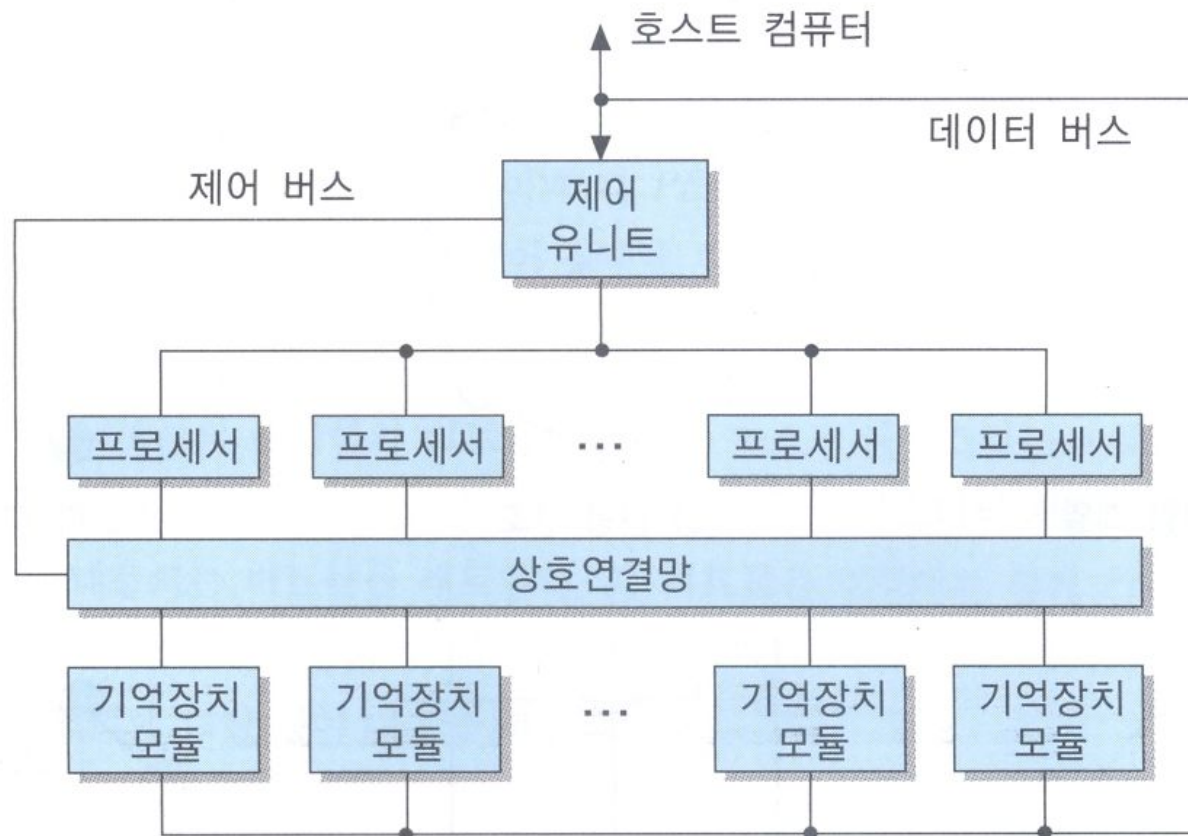 호스트 컴퓨터
데이터 버스
제어 버스
제어
유니트
프로세서
프로세서
...
프로세서
프로세서
상호연결망
기억장치
모듈
기억장치
모듈
...
기억장치
모듈
기억장치
모듈